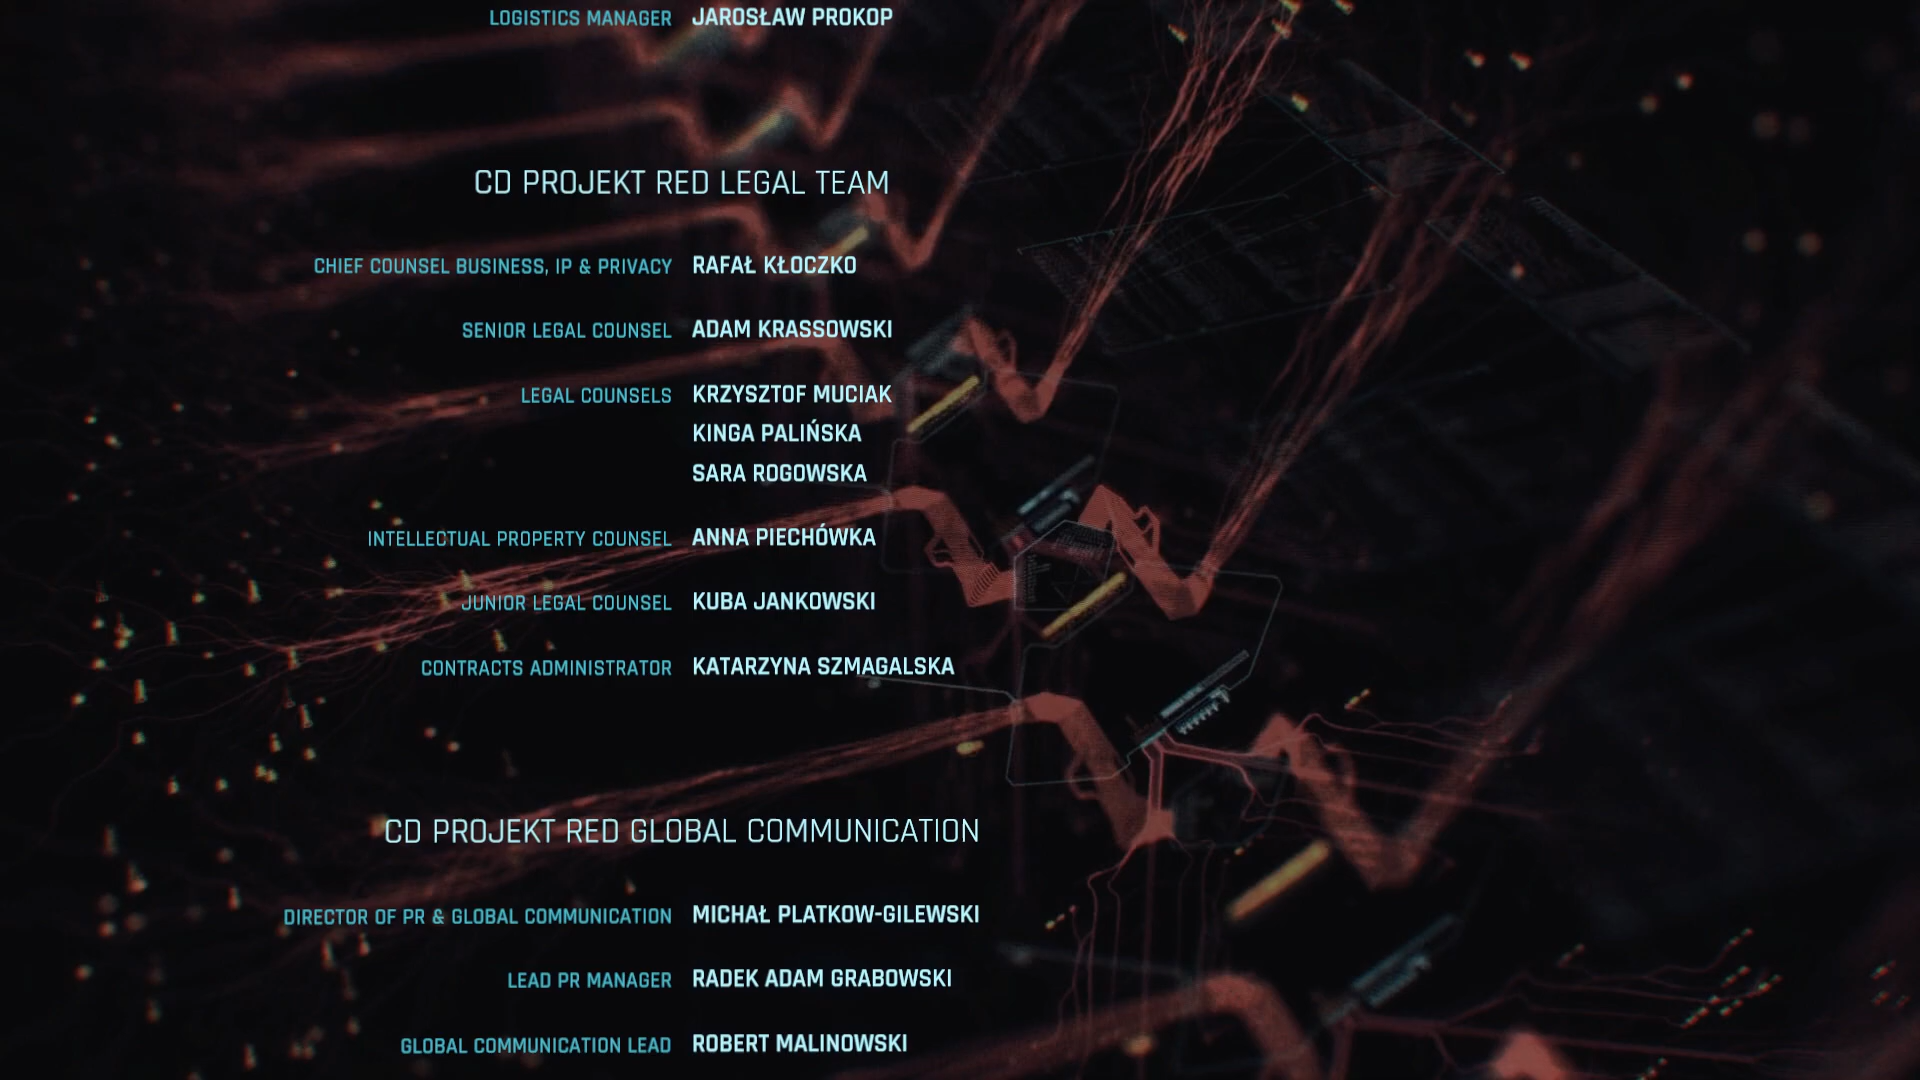 LOGISTICS MANAGER JAROSŁAW PROKOP
CD PROJEKT RED LEGAL TEAM
CHIEF COUNSEL BUSINESS, IP & PRIVACY RAFAŁ KŁOCZKO
SENIOR LEGAL COUNSEL ADAM KRASSOWSKI
LEGAL COUNSELS KRZYSZTOF MUCIAK
KINGA PALIŃSKA
SARA ROGOWSKA
INTELLECTUAL PROPERTY COUNSEL ANNA PIECHÓWKA
JUNIOR LEGAL COUNSEL KUBA JANKOWSKI
CONTRACTS ADMINISTRATOR KATARZYNA SZMAGALSKA
CD PROJEKT RED GLOBAL COMMUNICATION
DIRECTOR OF PR & GLOBAL COMMUNICATION MICHAŁ PLATKOW-GILEWSKI
LEAD PR MANAGER RADEK ADAM GRABOWSKI
GLOBAL COMMUNICATION LEAD ROBERT MALINOWSKI